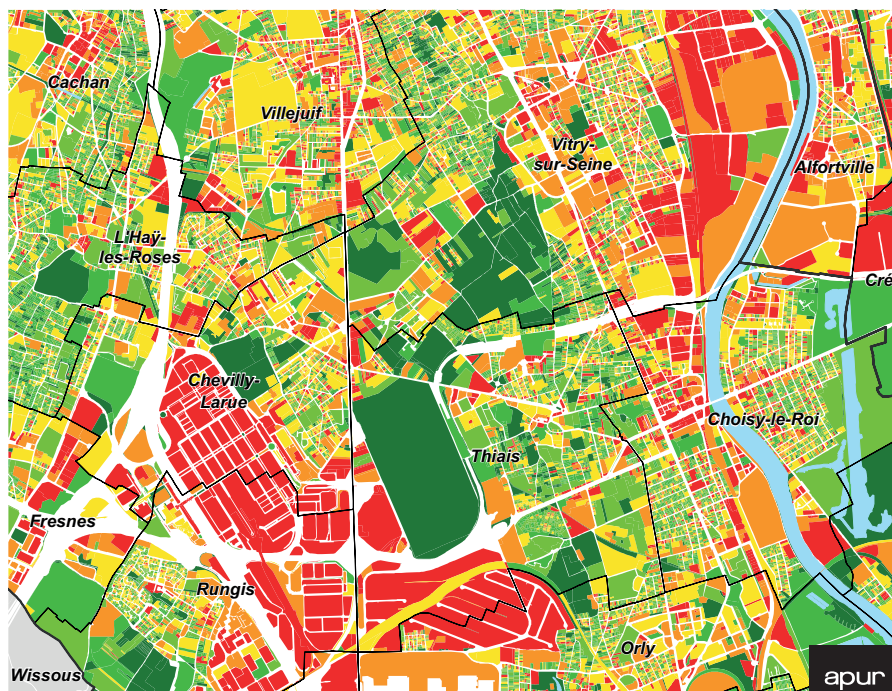 Cachan
Villejuif
Vitry-
sur-Seine
Alfortville
L'Haÿ-
les-Roses
Cré
Chevilly-
Larue
Choisy-le-Roi
Thiais
Fresnes
Rungis
Orly
Wissous
apur